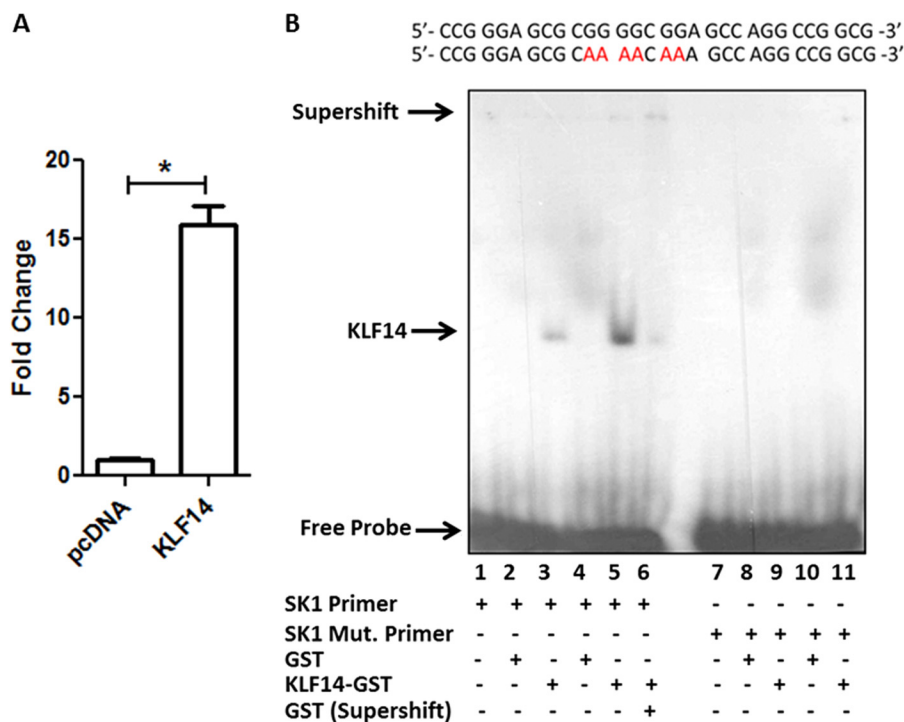 A
B
5'- CCG GGA GCG CGG GGC GGA GCC AGG CCG GCG -3'
5'- CCG GGA GCGC AA AAC AAA GCC AGG CCG GCG -3'
Supershift
KLF14
Free Probe
20
15
10
5
0
*
Fold Change
pcDNA
KLF14
1 2 3 4 5 6 7 8 9 10 11
SK1 Primer + + + + + + - - - - -
SK1 Mut. Primer - - - - - - + + + + +
GST - + - + - - - + - + -
KLF14-GST - - + - + + - - + - +
GST (Supershift) - - - - - + - - - - -